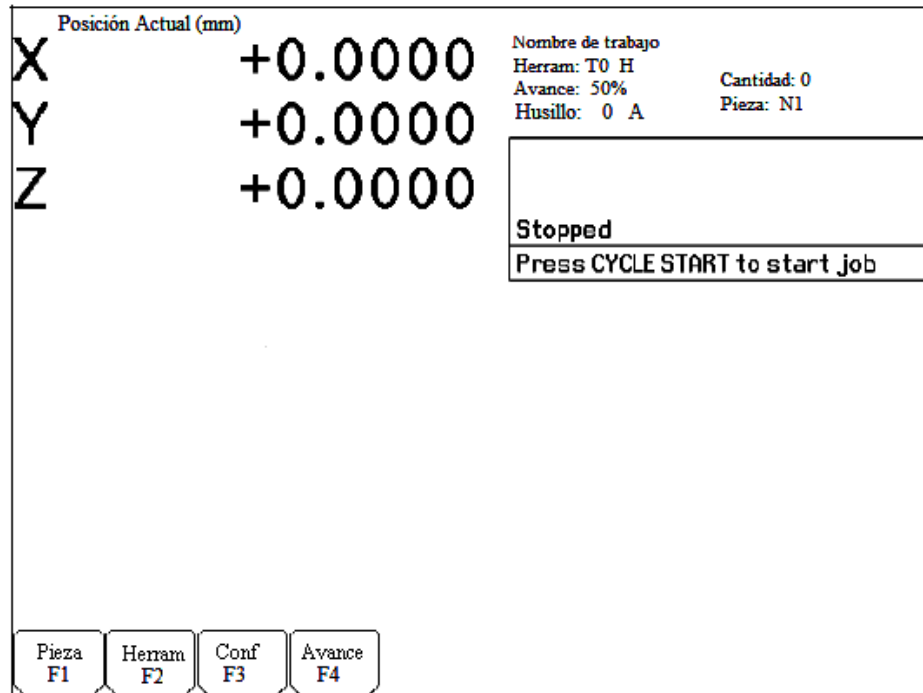 Posición Actual (mm)
X +0.0000
Y +0.0000
Z +0.0000
Nombre de trabajo
Herram: T0 H
Avance: 50%
Husillo: 0 A
Cantidad: 0
Pieza: N1
Stopped
Press CYCLE START to start job
Pieza
F1
Herram
F2
Conf
F3
Avance
F4